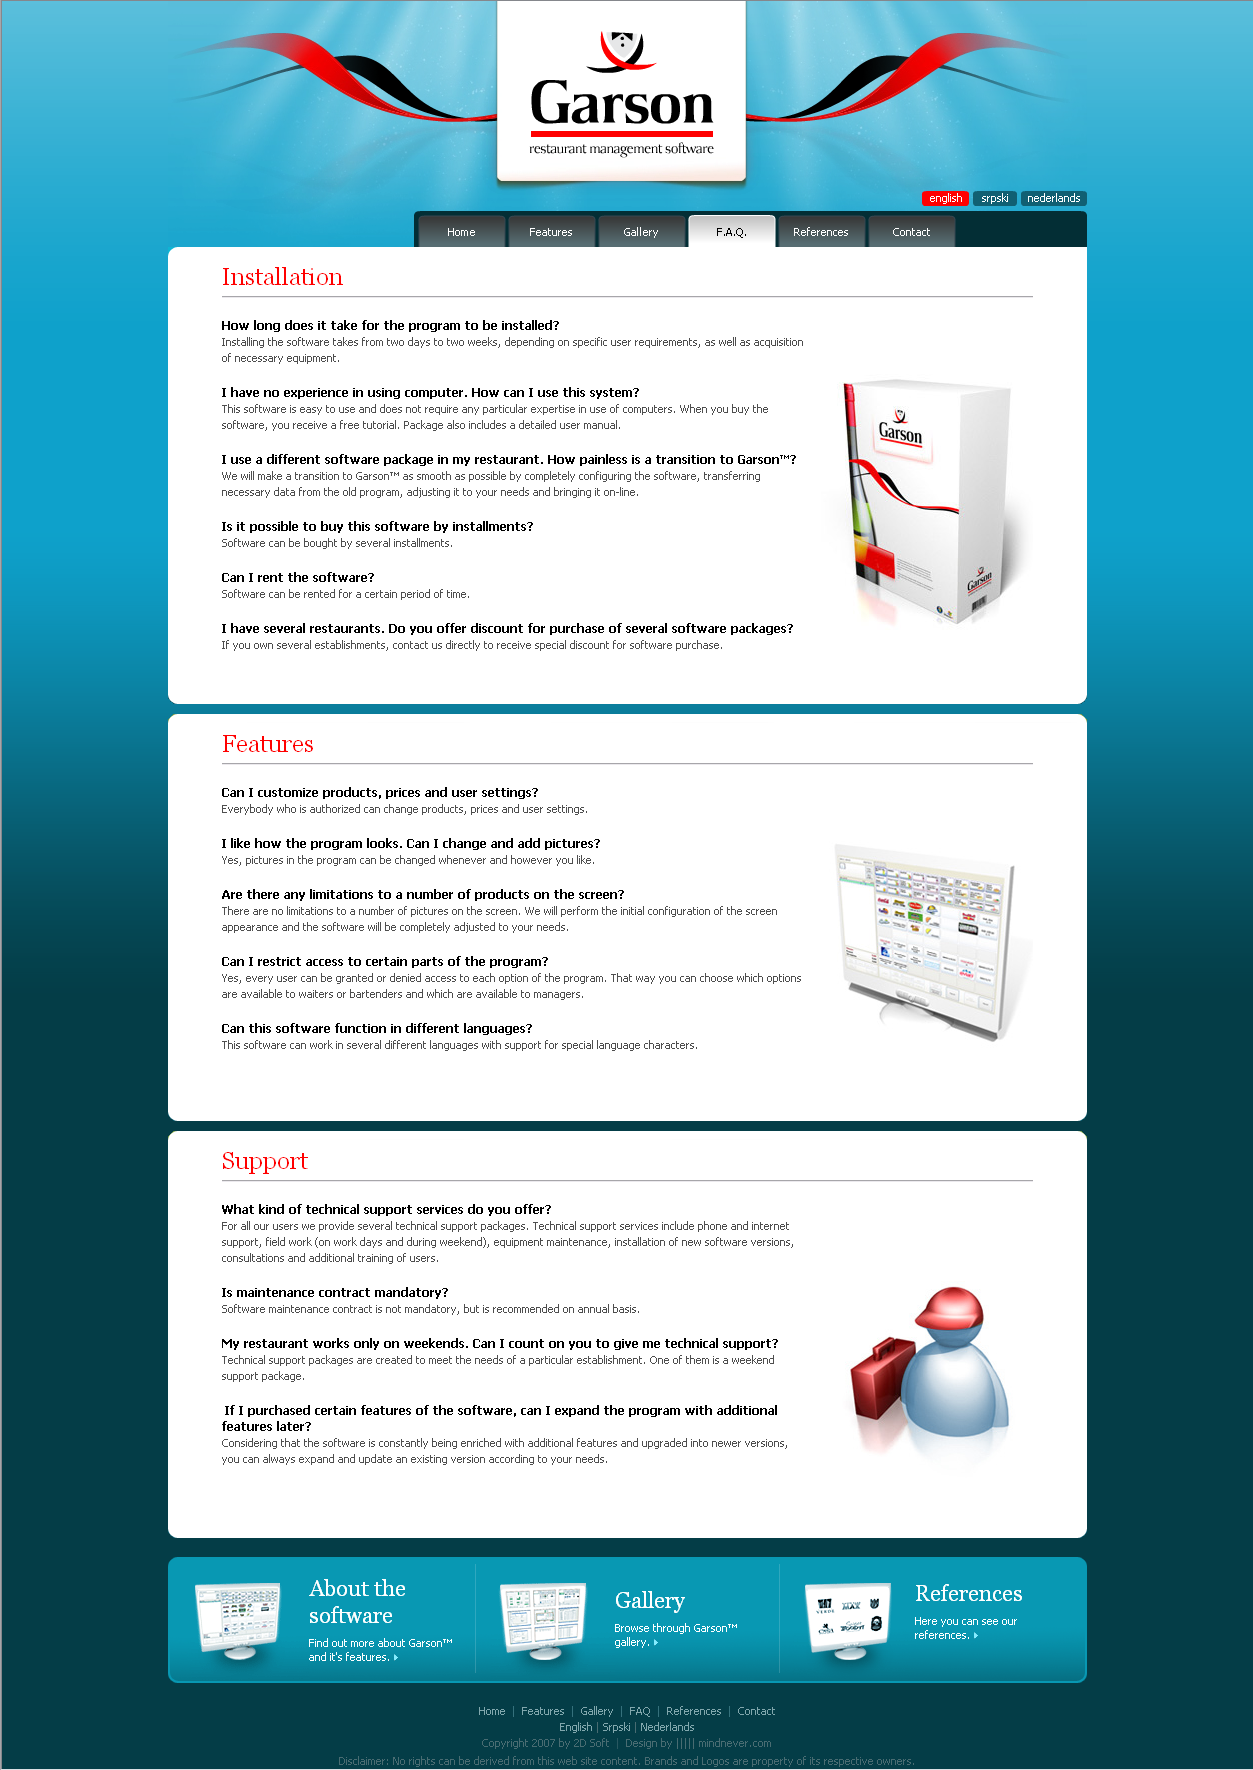 Garson
restaurant management software
english srpski nederlands
Home Features Gallery F.A.Q. References Contact
Installation
How long does it take for the program to be installed?
Installing the software takes from two days to two weeks, depending on specific user requirements, as well as acquisition
of necessary equipment.
I have no experience in using computer. How can I use this system?
This software is easy to use and does not require any particular expertise in use of computers. When you buy the
software, you receive a free tutorial. Package also includes a detailed user manual.
I use a different software package in my restaurant. How painless is a transition to Garson™?
We will make a transition to Garson™ as smooth as possible by completely configuring the software, transferring
necessary data from the old program, adjusting it to your needs and bringing it on-line.
Is it possible to buy this software by installments?
Software can be bought by several installments.
Can I rent the software?
Software can be rented for a certain period of time.
I have several restaurants. Do you offer discount for purchase of several software packages?
If you own several establishments, contact us directly to receive special discount for software purchase.
Garson
Garson
Features
Can I customize products, prices and user settings?
Everybody who is authorized can change products, prices and user settings.
I like how the program looks. Can I change and add pictures?
Yes, pictures in the program can be changed whenever and however you like.
Are there any limitations to a number of products on the screen?
There are no limitations to a number of pictures on the screen. We will perform the initial configuration of the screen
appearance and the software will be completely adjusted to your needs.
Can I restrict access to certain parts of the program?
Yes, every user can be granted or denied access to each option of the program. That way you can choose which options
are available to waiters or bartenders and which are available to managers.
Can this software function in different languages?
This software can work in several different languages with support for special language characters.
Support
What kind of technical support services do you offer?
For all our users we provide several technical support packages. Technical support services include phone and internet
support, field work (on work days and during weekend), equipment maintenance, installation of new software versions,
consultations and additional training of users.
Is maintenance contract mandatory?
Software maintenance contract is not mandatory, but is recommended on annual basis.
My restaurant works only on weekends. Can I count on you to give me technical support?
Technical support packages are created to meet the needs of a particular establishment. One of them is a weekend
support package.
If I purchased certain features of the software, can I expand the program with additional
features later?
Considering that the software is constantly being enriched with additional features and upgraded into newer versions,
you can always expand and update an existing version according to your needs.
About the
software
Find out more about Garson™
and it's features.
Gallery
Browse through Garson™
gallery.
References
Here you can see our
references.
Home | Features | Gallery | FAQ | References | Contact
English | Srpski | Nederlands
Copyright 2007 by 2D Soft | Design by ||||| mindnever.com
Disclaimer: No rights can be derived from this web site content. Brands and Logos are property of its respective owners.